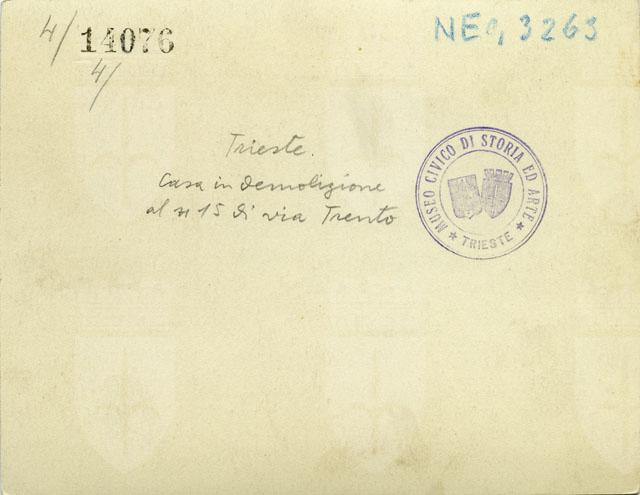 4/ 14076
4/
NEg, 3263
Trieste.
Casa in demolizione
al n 15 di via Trento
MUSEO CIVICO DI STORIA ED ARTE
★ TRIESTE ★